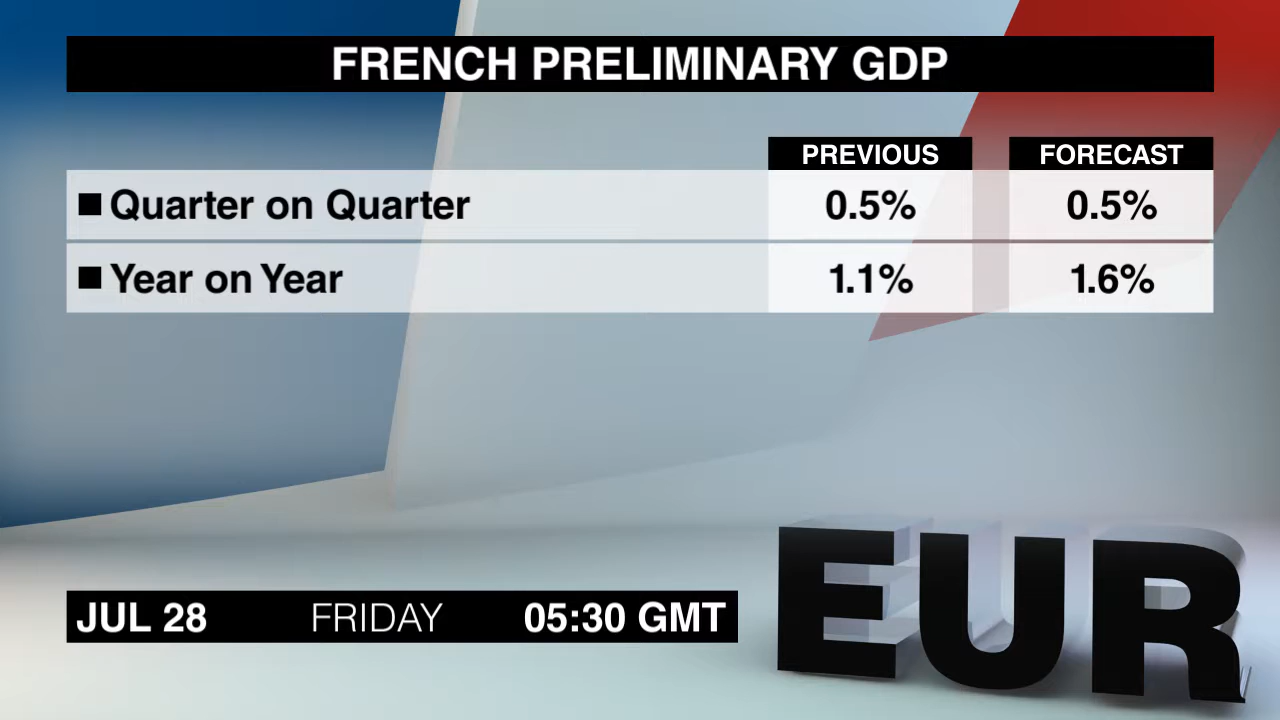 FRENCH PRELIMINARY GDP
PREVIOUS FORECAST
Quarter on Quarter 0.5% 0.5%
Year on Year 1.1% 1.6%
JUL 28 FRIDAY 05:30 GMT
EUR